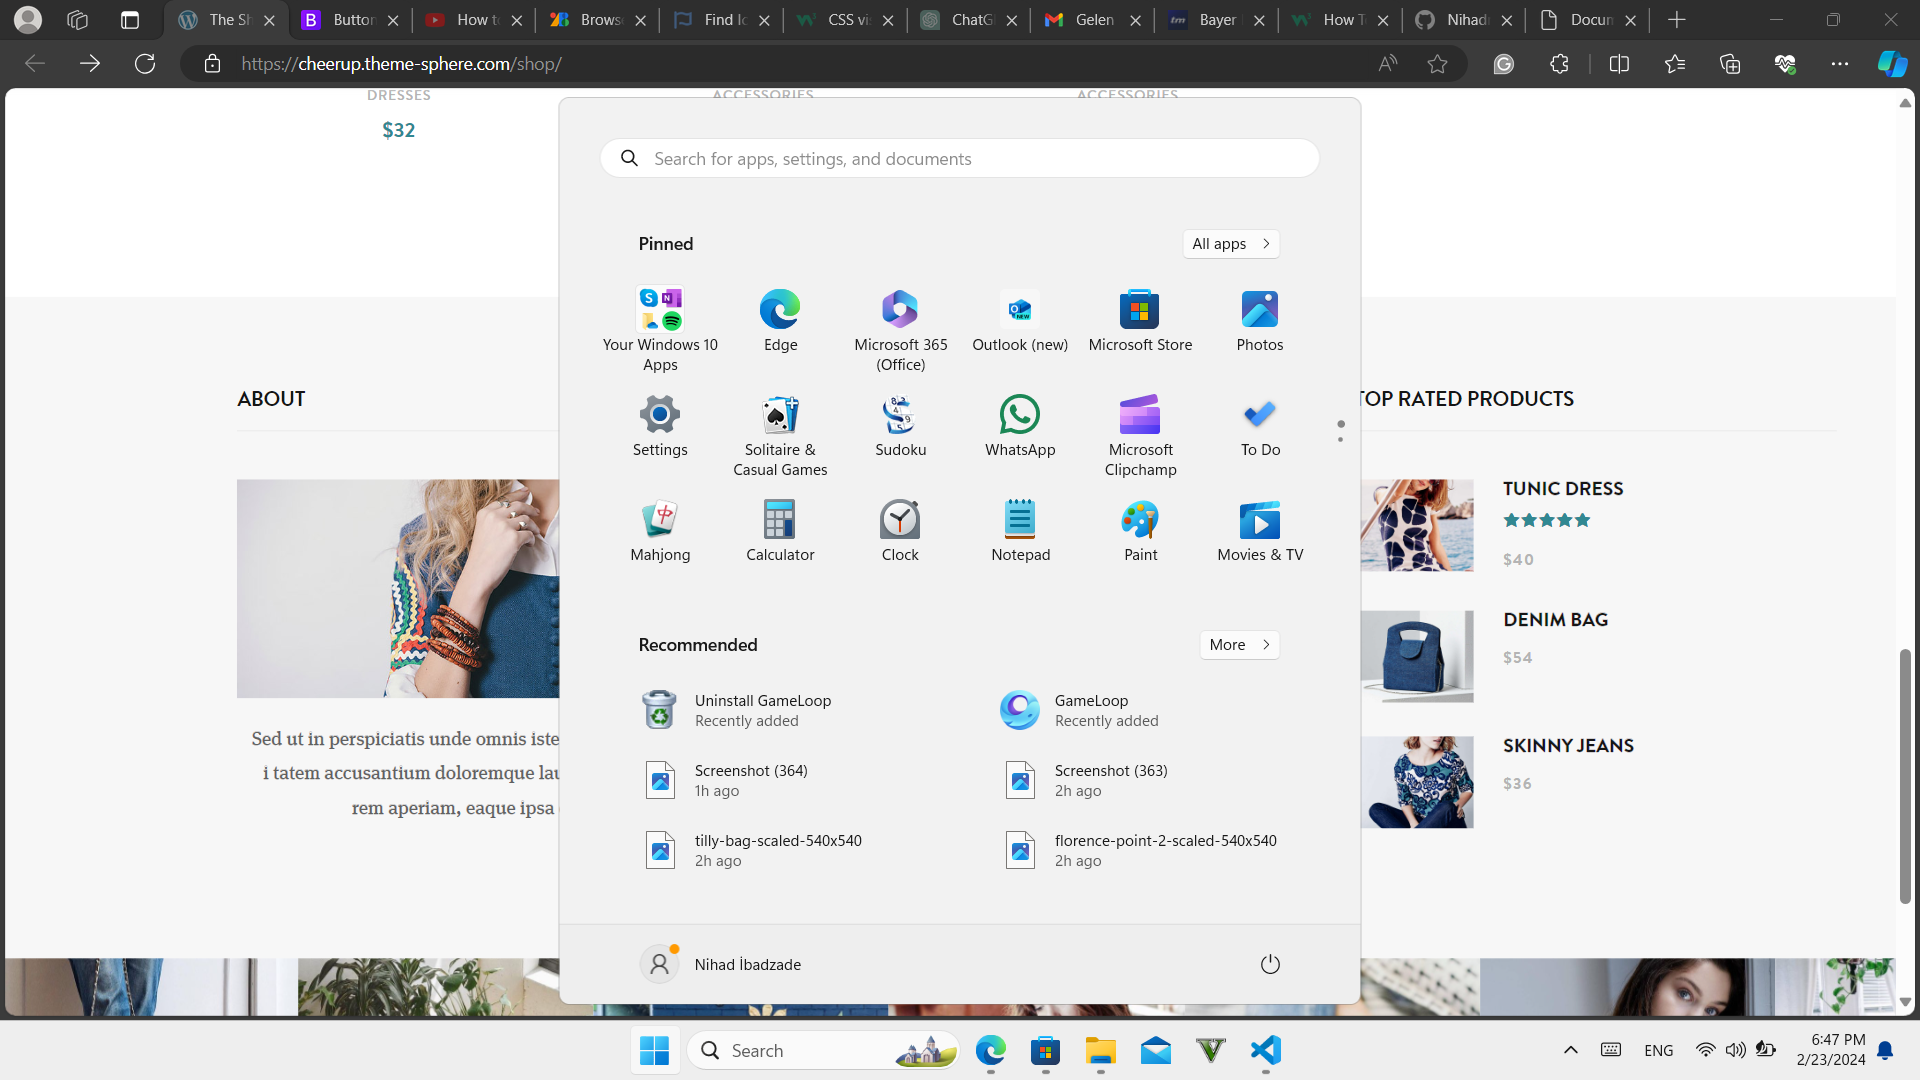 The Sh
Button
How to
Browse
Find Ic
CSS vis
ChatG
Gelen
Bayer
How To
Nihad
Docum
https://cheerup.theme-sphere.com/shop/
DRESSES
ACCESSORIES
ACCESSORIES
$32
Search for apps, settings, and documents
Pinned
All apps
Your Windows 10
Apps
Edge
Microsoft 365
(Office)
Outlook (new)
Microsoft Store
Photos
Settings
Solitaire &
Casual Games
Sudoku
WhatsApp
Microsoft
Clipchamp
To Do
Mahjong
Calculator
Clock
Notepad
Paint
Movies & TV
Recommended
More
Uninstall GameLoop
Recently added
GameLoop
Recently added
Screenshot (364)
1h ago
Screenshot (363)
2h ago
tilly-bag-scaled-540x540
2h ago
florence-point-2-scaled-540x540
2h ago
Nihad İbadzade
ABOUT
Sed ut in perspiciatis unde omnis iste
i tatem accusantium doloremque lau
rem aperiam, eaque ipsa
TOP RATED PRODUCTS
TUNIC DRESS
$40
DENIM BAG
$54
SKINNY JEANS
$36
Search
ENG
6:47 PM
2/23/2024